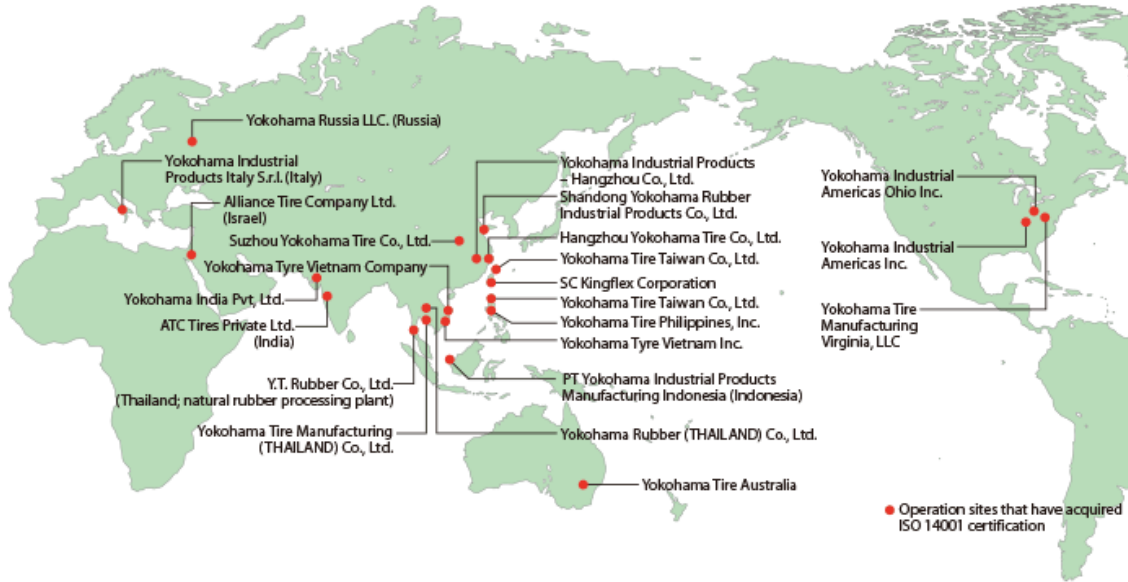 Yokohama Russia LLC. (Russia)
Yokohama Industrial
Products Italy S.r.l. (Italy)
Alliance Tire Company Ltd.
(Israel)
Suzhou Yokohama Tire Co., Ltd.
Yokohama Tyre Vietnam Company
Yokohama India Pvt, Ltd.
ATC Tires Private Ltd.
(India)
Y.T. Rubber Co., Ltd.
(Thailand; natural rubber processing plant)
Yokohama Tire Manufacturing
(THAILAND) Co., Ltd.
Yokohama Industrial Products
– Hangzhou Co., Ltd.
Shandong Yokohama Rubber
Industrial Products Co., Ltd.
Hangzhou Yokohama Tire Co., Ltd.
Yokohama Tire Taiwan Co., Ltd.
SC Kingflex Corporation
Yokohama Tire Taiwan Co., Ltd.
Yokohama Tire Philippines, Inc.
Yokohama Tyre Vietnam Inc.
PT Yokohama Industrial Products
Manufacturing Indonesia (Indonesia)
Yokohama Rubber (THAILAND) Co., Ltd.
Yokohama Tire Australia
Yokohama Industrial
Americas Ohio Inc.
Yokohama Industrial
Americas Inc.
Yokohama Tire
Manufacturing
Virginia, LLC
Operation sites that have acquired
ISO 14001 certification